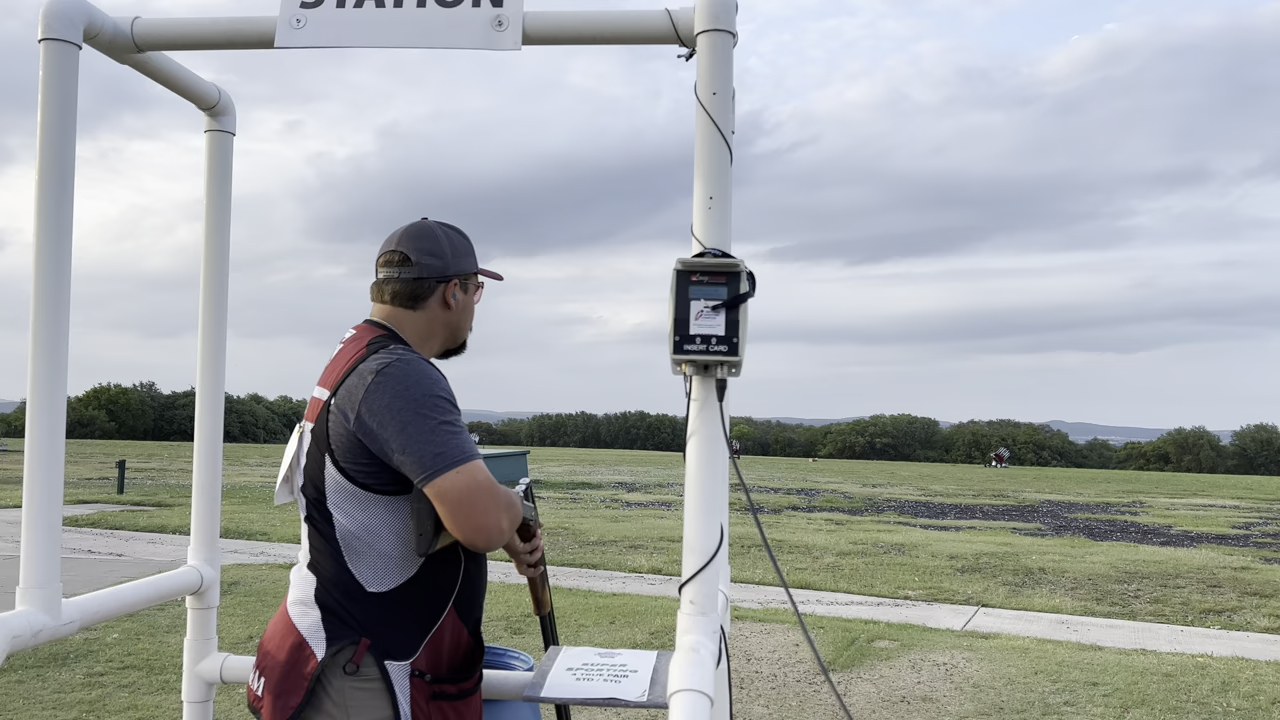 STATION
INSERT CARD
SUPER
SPORTING
4 TRUE PAIR
STD / STD